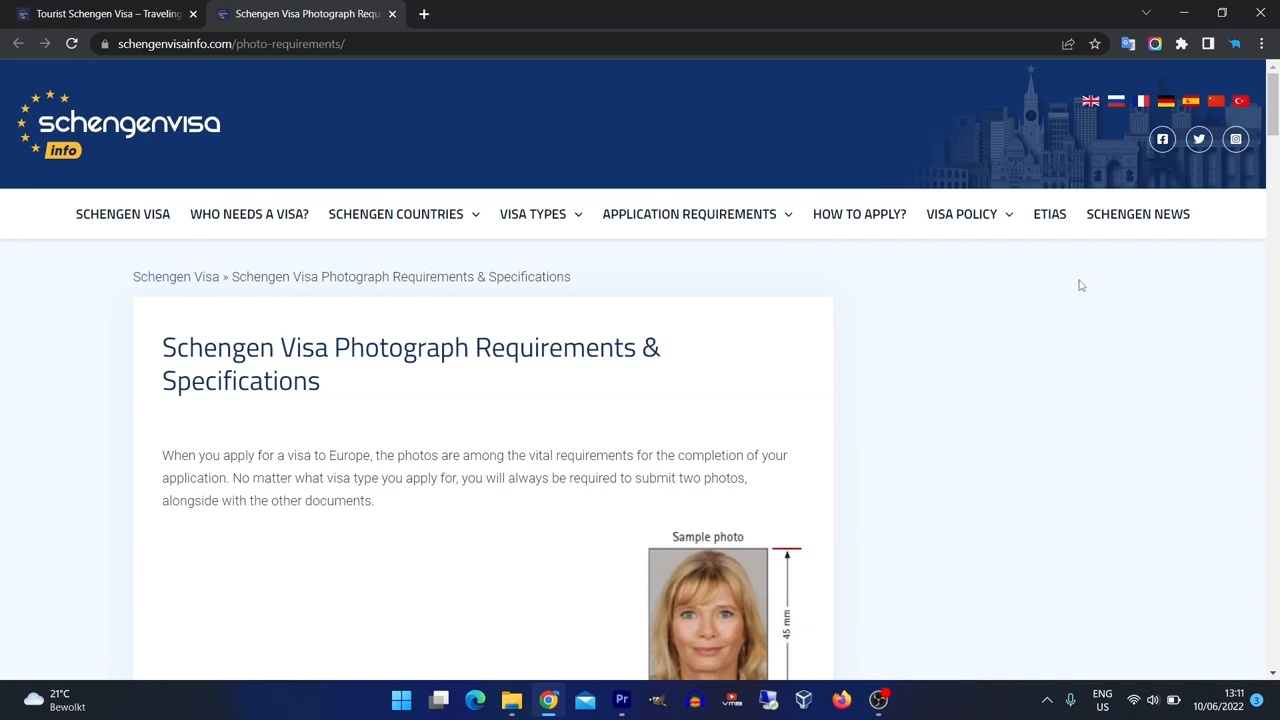 Tourist Schengen Visa – Traveling
Schengen Visa Photograph Requ
schengenvisainfo.com/photo-requirements/
schengenvisa
info
SCHENGEN VISA WHO NEEDS A VISA? SCHENGEN COUNTRIES VISA TYPES APPLICATION REQUIREMENTS HOW TO APPLY? VISA POLICY ETIAS SCHENGEN NEWS
Schengen Visa » Schengen Visa Photograph Requirements & Specifications
Schengen Visa Photograph Requirements &
Specifications
When you apply for a visa to Europe, the photos are among the vital requirements for the completion of your
application. No matter what visa type you apply for, you will always be required to submit two photos,
alongside with the other documents.
Sample photo
45 mm
21°C
Bewolkt
Pr
vmix
ENG
US
13:11
10/06/2022
3